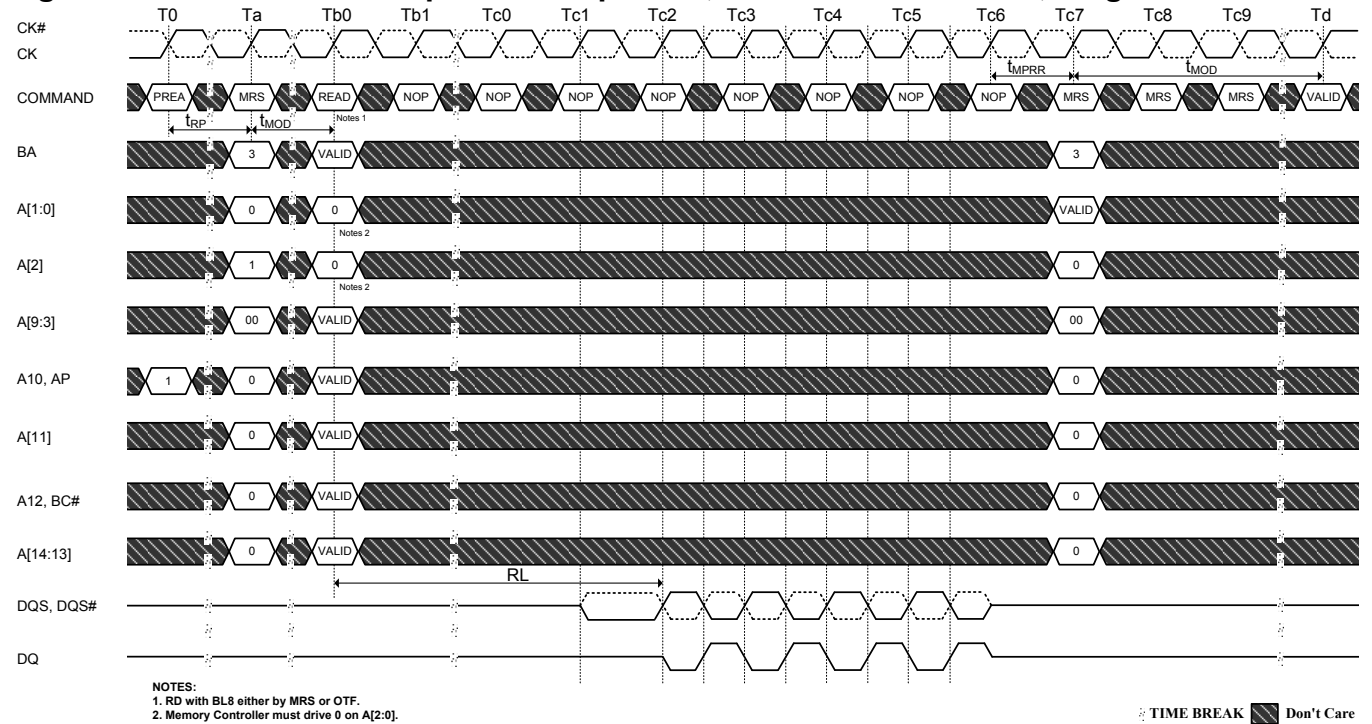 T0 Ta Tb0 Tb1 Tc0 Tc1 Tc2 Tc3 Tc4 Tc5 Tc6 Tc7 Tc8 Tc9 Td
CK#
CK
tMPRR tMOD
COMMAND PREA MRS READ NOP NOP NOP NOP NOP NOP NOP NOP MRS MRS MRS VALID
tRP tMOD Notes 1
BA 3 VALID 3
A[1:0] 0 0 VALID
Notes 2
A[2] 1 0 0
Notes 2
A[9:3] 00 VALID 00
A10, AP 1 0 VALID 0
A[11] 0 VALID 0
A12, BC# 0 VALID 0
A[14:13] 0 VALID 0
RL
DQS, DQS#
DQ
NOTES:
1. RD with BL8 either by MRS or OTF.
2. Memory Controller must drive 0 on A[2:0].
TIME BREAK Don't Care